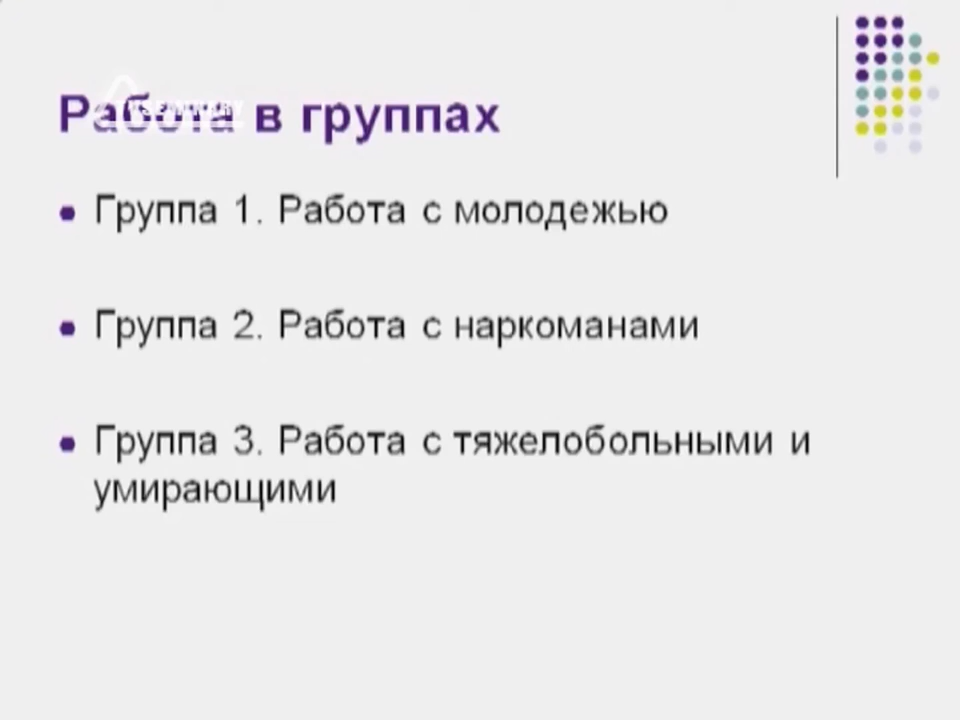 Работа в группах
Группа 1. Работа с молодежью
Группа 2. Работа с наркоманами
Группа 3. Работа с тяжелобольными и
умирающими